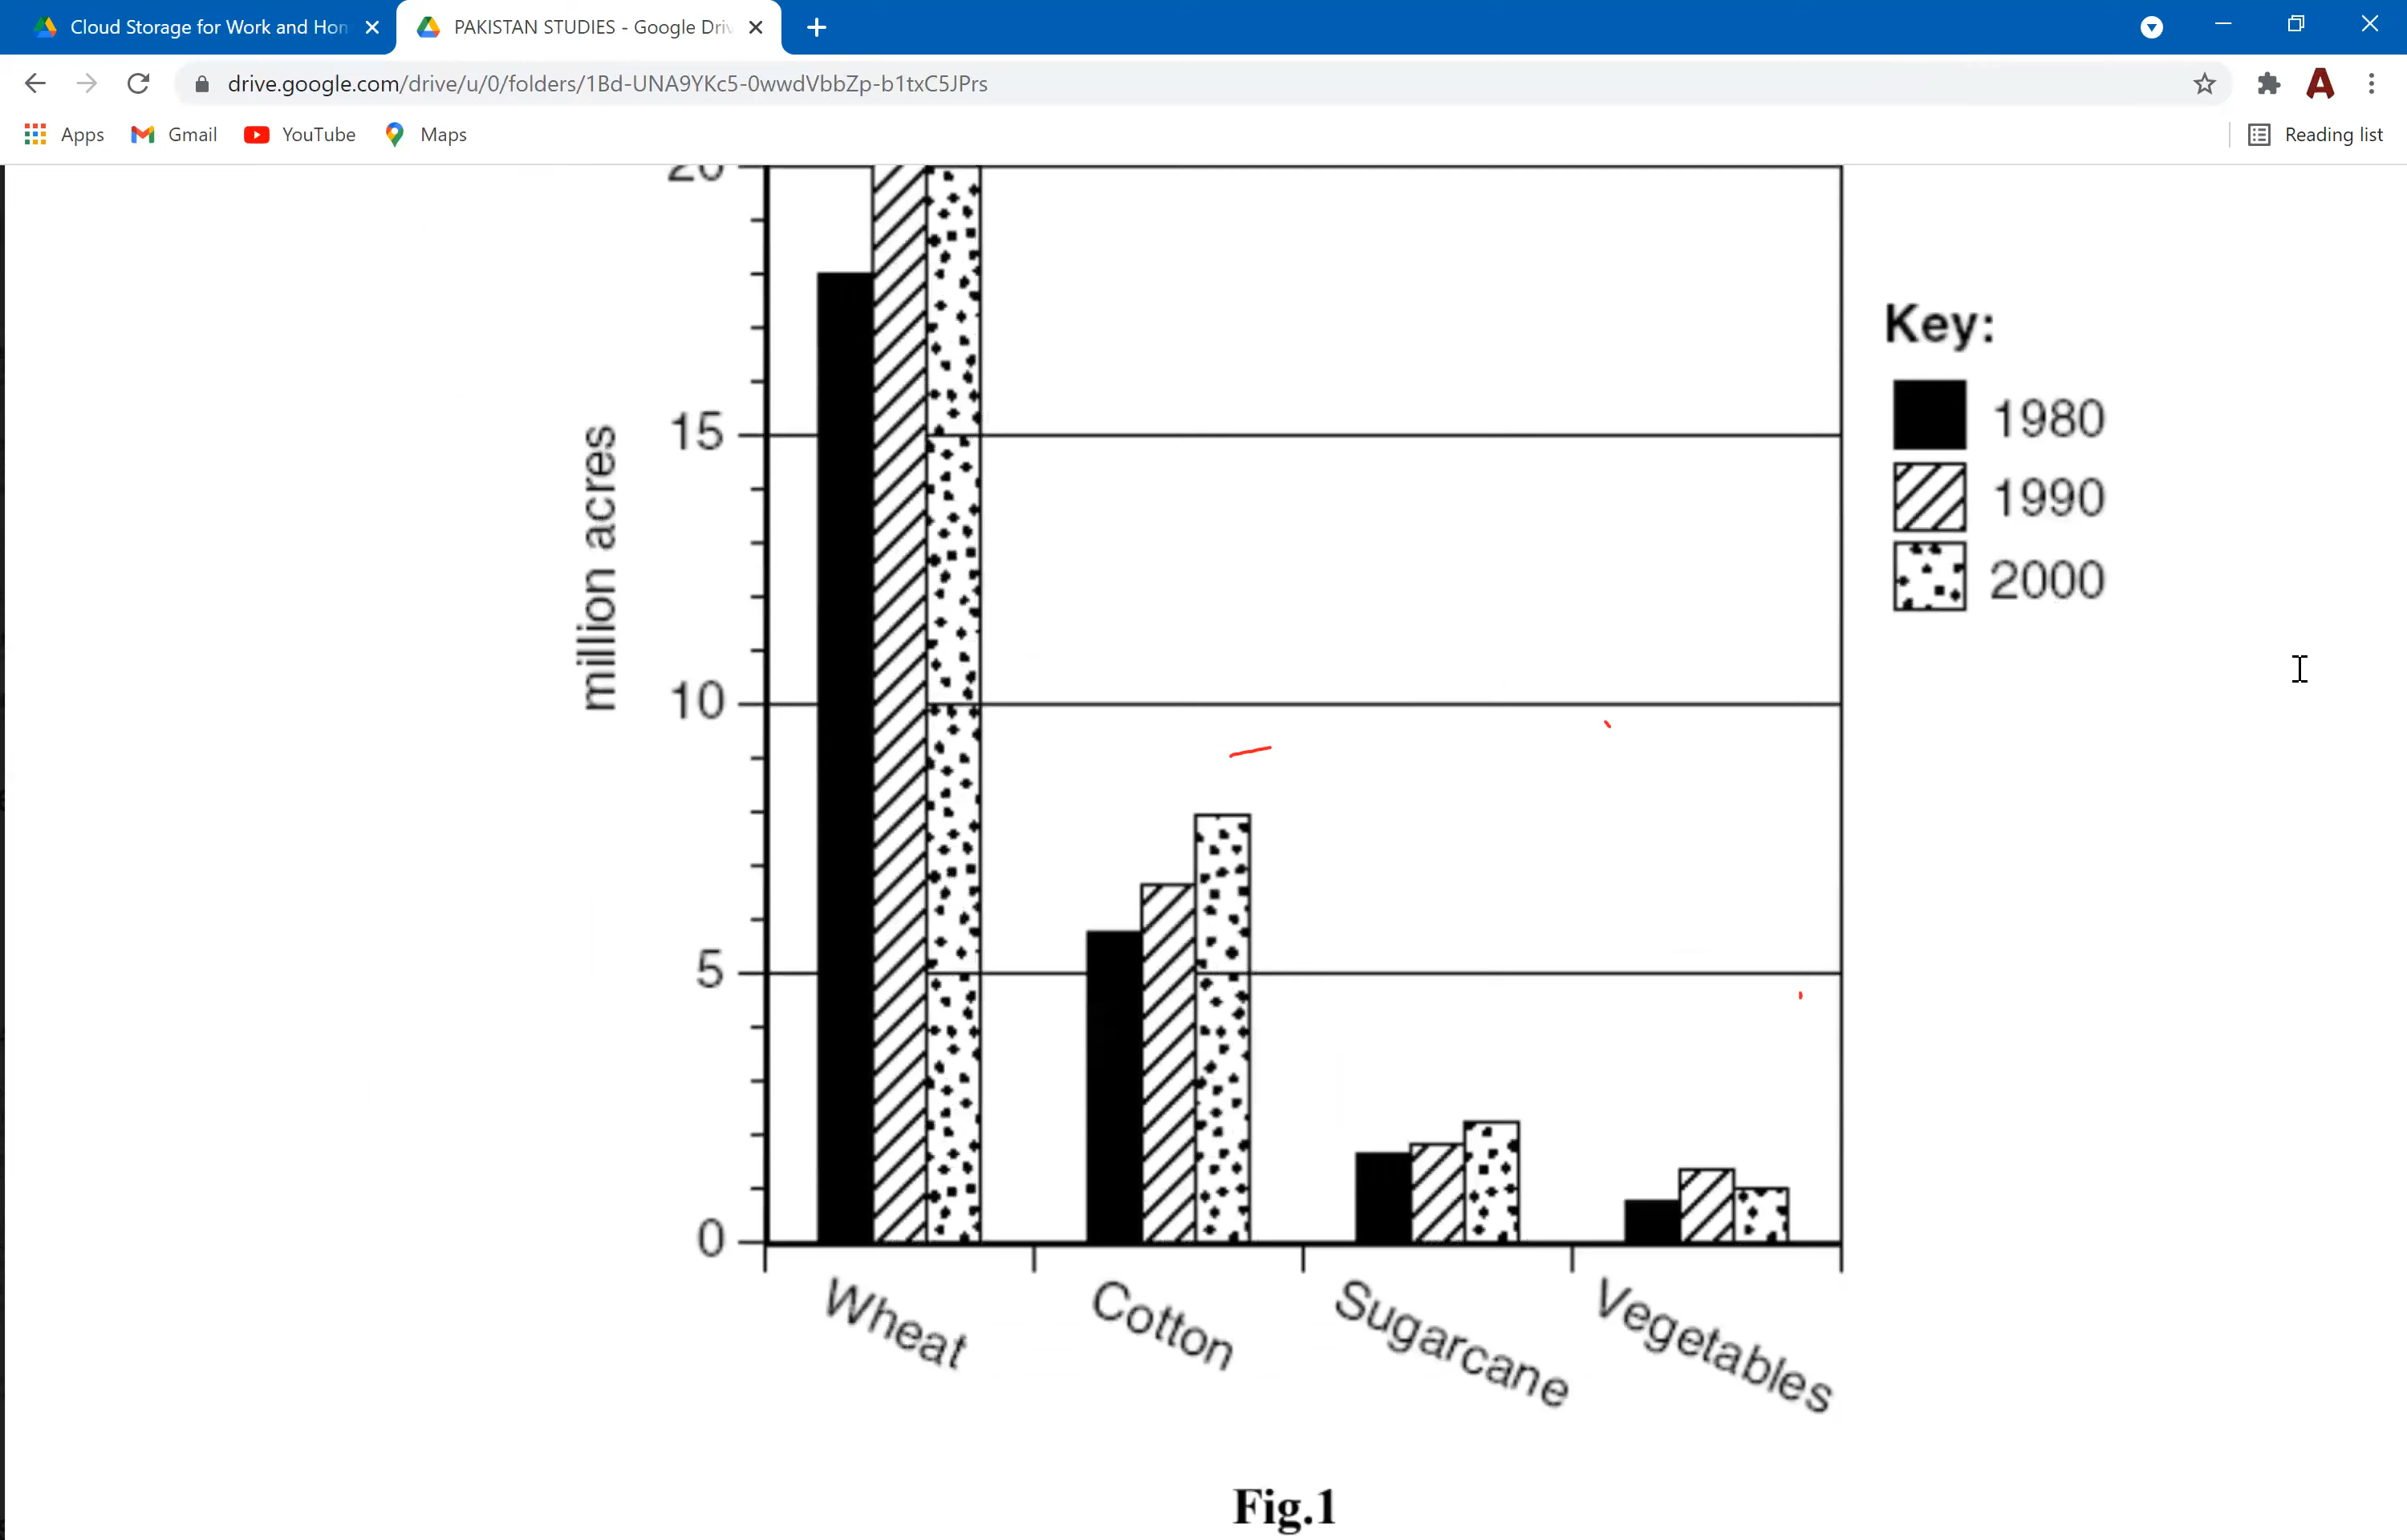 Cloud Storage for Work and Hon
PAKISTAN STUDIES - Google Driv
drive.google.com/drive/u/0/folders/1Bd-UNA9YKc5-0wwdVbbZp-b1txC5JPrs
Apps Gmail YouTube Maps Reading list
20
15
10
5
0
million acres
Key:
1980
1990
2000
Wheat
Cotton
Sugarcane
Vegetables
Fig.1